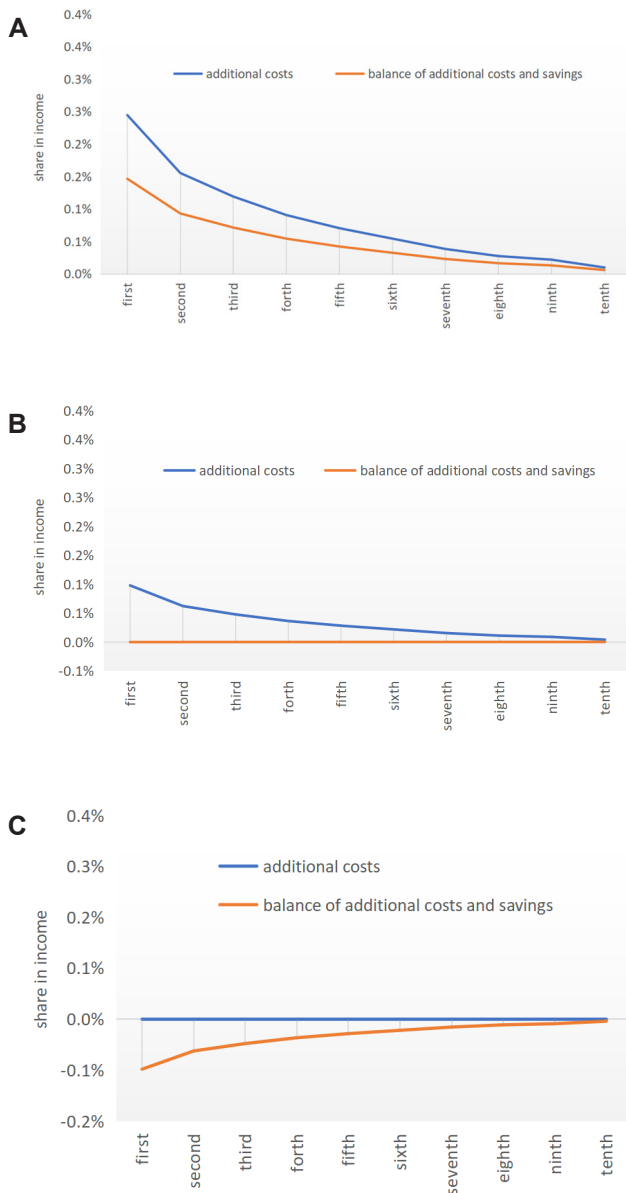 A
0.4%
0.4%
0.3%
0.3%
0.2%
0.2%
0.1%
0.1%
0.0%
share in income
additional costs balance of additional costs and savings
first second third forth fifth sixth seventh eighth ninth tenth
B
0.4%
0.4%
0.3%
0.3%
0.2%
0.2%
0.1%
0.1%
0.0%
-0.1%
share in income
additional costs balance of additional costs and savings
first second third forth fifth sixth seventh eighth ninth tenth
C
0.4%
0.3%
0.2%
0.1%
0.0%
-0.1%
-0.2%
share in income
additional costs
balance of additional costs and savings
first second third forth fifth sixth seventh eighth ninth tenth